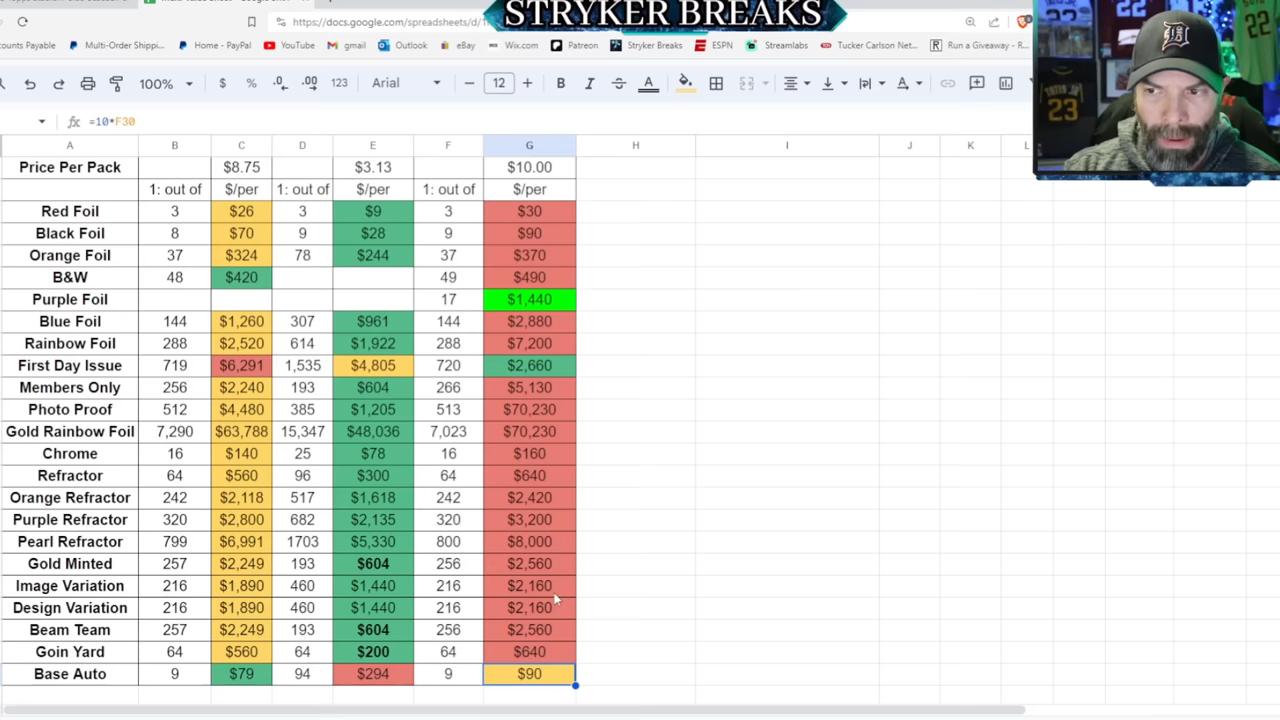 STRYKER BREAKS
https://docs.google.com/spreadsheets/d/1
counts Payable Multi-Order Shippi... Home - PayPal YouTube gmail Outlook eBay Wix.com Patreon Stryker Breaks ESPN Streamlabs Tucker Carlson Net... Run a Giveaway - R
100% $ % .0 .00 123 Arial 12 B I A
fx =10*F30
A B C D E F G H I J K L
Price Per Pack $8.75 $3.13 $10.00
1: out of $/per 1: out of $/per 1: out of $/per
Red Foil 3 $26 3 $9 3 $30
Black Foil 8 $70 9 $28 9 $90
Orange Foil 37 $324 78 $244 37 $370
B&W 48 $420 49 $490
Purple Foil 17 $1,440
Blue Foil 144 $1,260 307 $961 144 $2,880
Rainbow Foil 288 $2,520 614 $1,922 288 $7,200
First Day Issue 719 $6,291 1,535 $4,805 720 $2,660
Members Only 256 $2,240 193 $604 266 $5,130
Photo Proof 512 $4,480 385 $1,205 513 $70,230
Gold Rainbow Foil 7,290 $63,788 15,347 $48,036 7,023 $70,230
Chrome 16 $140 25 $78 16 $160
Refractor 64 $560 96 $300 64 $640
Orange Refractor 242 $2,118 517 $1,618 242 $2,420
Purple Refractor 320 $2,800 682 $2,135 320 $3,200
Pearl Refractor 799 $6,991 1703 $5,330 800 $8,000
Gold Minted 257 $2,249 193 $604 256 $2,560
Image Variation 216 $1,890 460 $1,440 216 $2,160
Design Variation 216 $1,890 460 $1,440 216 $2,160
Beam Team 257 $2,249 193 $604 256 $2,560
Goin Yard 64 $560 64 $200 64 $640
Base Auto 9 $79 94 $294 9 $90
22
22
23